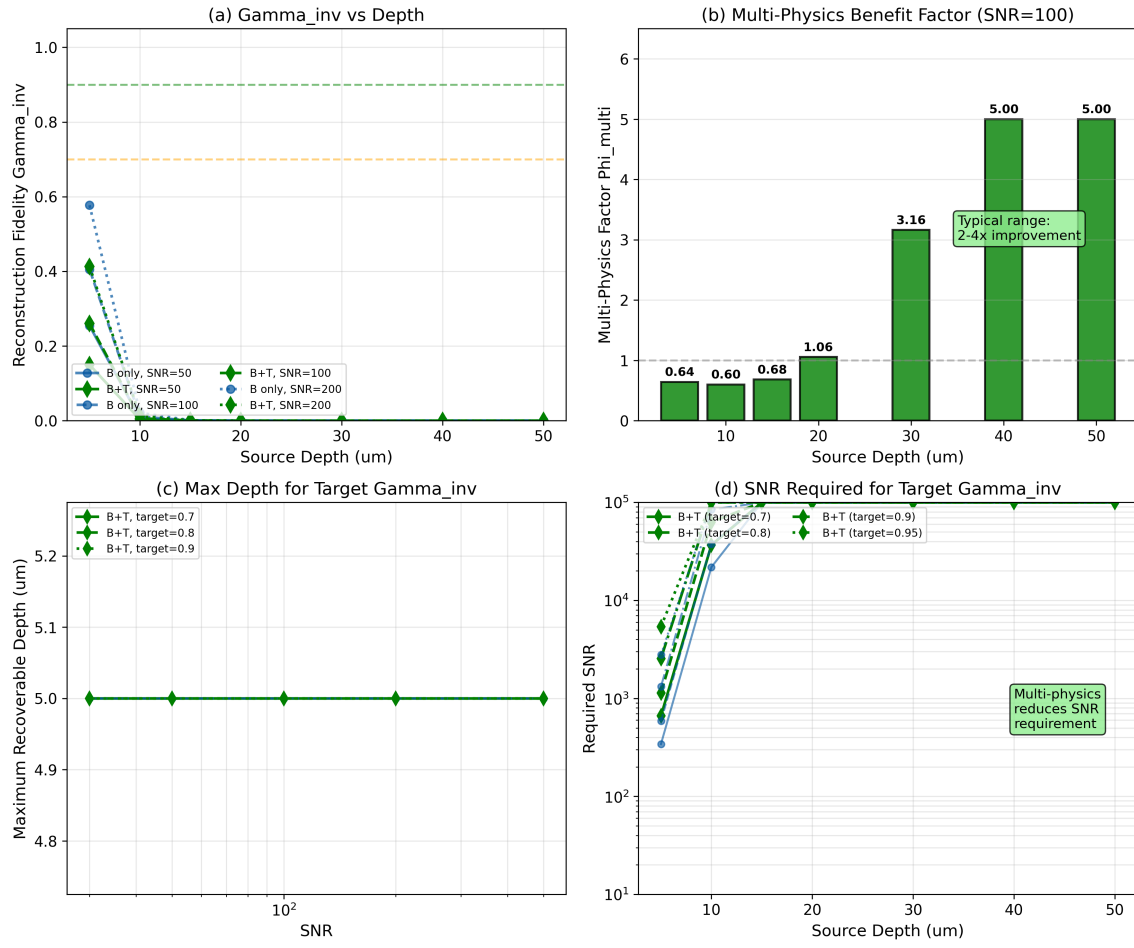 (a) Gamma_inv vs Depth
Reconstruction Fidelity Gamma_inv
1.0
0.8
0.6
0.4
0.2
0.0
B only, SNR=50
B+T, SNR=50
B only, SNR=100
B+T, SNR=100
B only, SNR=200
B+T, SNR=200
10
20
30
40
50
Source Depth (um)
(b) Multi-Physics Benefit Factor (SNR=100)
Multi-Physics Factor Phi_multi
6
5
4
3
2
1
0
0.64
0.60
0.68
1.06
3.16
5.00
5.00
Typical range:
2-4x improvement
10
20
30
40
50
Source Depth (um)
(c) Max Depth for Target Gamma_inv
Maximum Recoverable Depth (um)
5.2
5.1
5.0
4.9
4.8
B+T, target=0.7
B+T, target=0.8
B+T, target=0.9
10²
SNR
(d) SNR Required for Target Gamma_inv
Required SNR
10⁵
10⁴
10³
10²
10¹
B+T (target=0.7)
B+T (target=0.8)
B+T (target=0.9)
B+T (target=0.95)
Multi-physics
reduces SNR
requirement
10
20
30
40
50
Source Depth (um)